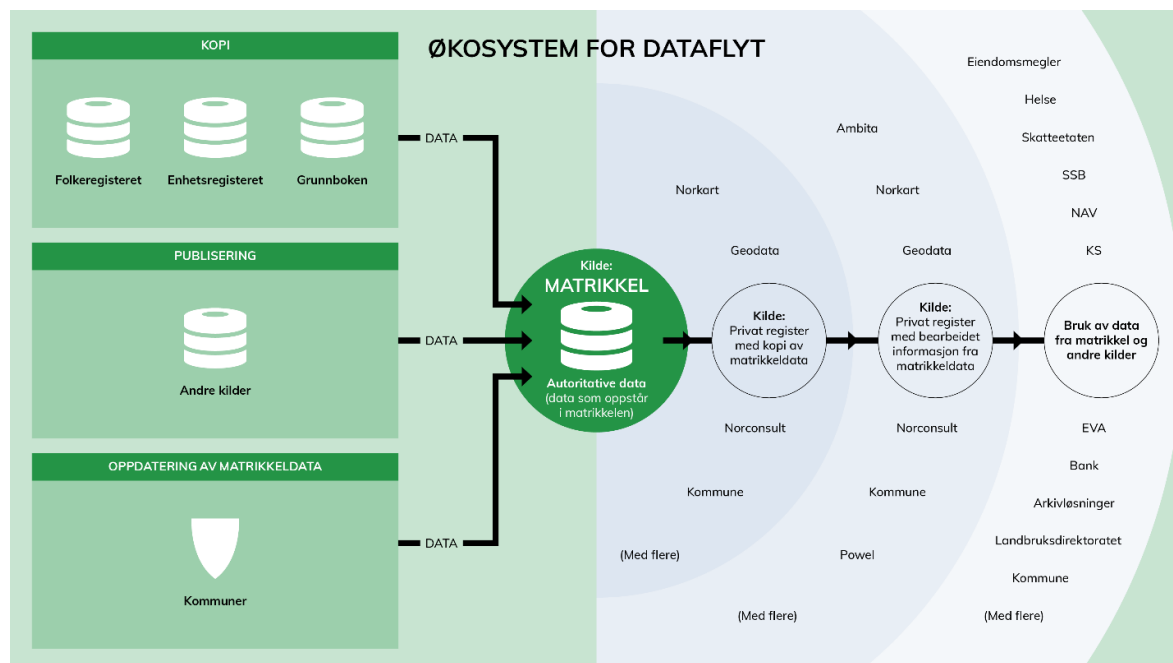 ØKOSYSTEM FOR DATAFLYT
KOPI
Folkeregisteret
Enhetsregisteret
Grunnboken
DATA
PUBLISERING
Andre kilder
DATA
OPPDATERING AV MATRIKKELDATA
Kommuner
DATA
Kilde:
MATRIKKEL
Autoritative data
(data som oppstår
i matrikkelen)
Norkart
Geodata
Kilde:
Privat register
med kopi av
matrikkeldata
Norconsult
Kommune
(Med flere)
Ambita
Norkart
Geodata
Kilde:
Privat register
med bearbeidet
informasjon fra
matrikkeldata
Norconsult
Kommune
Powel
(Med flere)
Eiendomsmegler
Helse
Skatteetaten
SSB
NAV
KS
Bruk av data
fra matrikkel og
andre kilder
EVA
Bank
Arkivløsninger
Landbruksdirektoratet
Kommune
(Med flere)